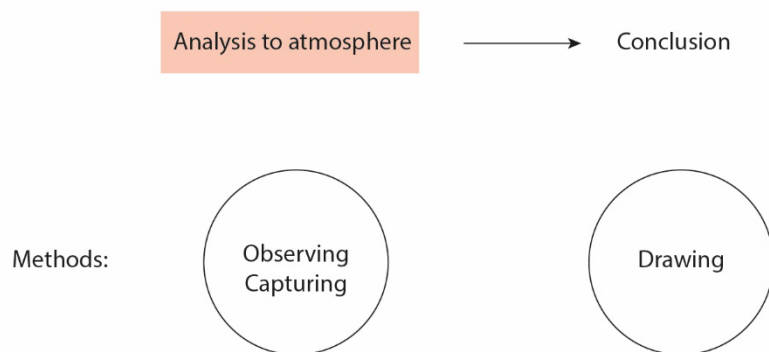 Analysis to atmosphere
Conclusion
Methods:
Observing
Capturing
Drawing